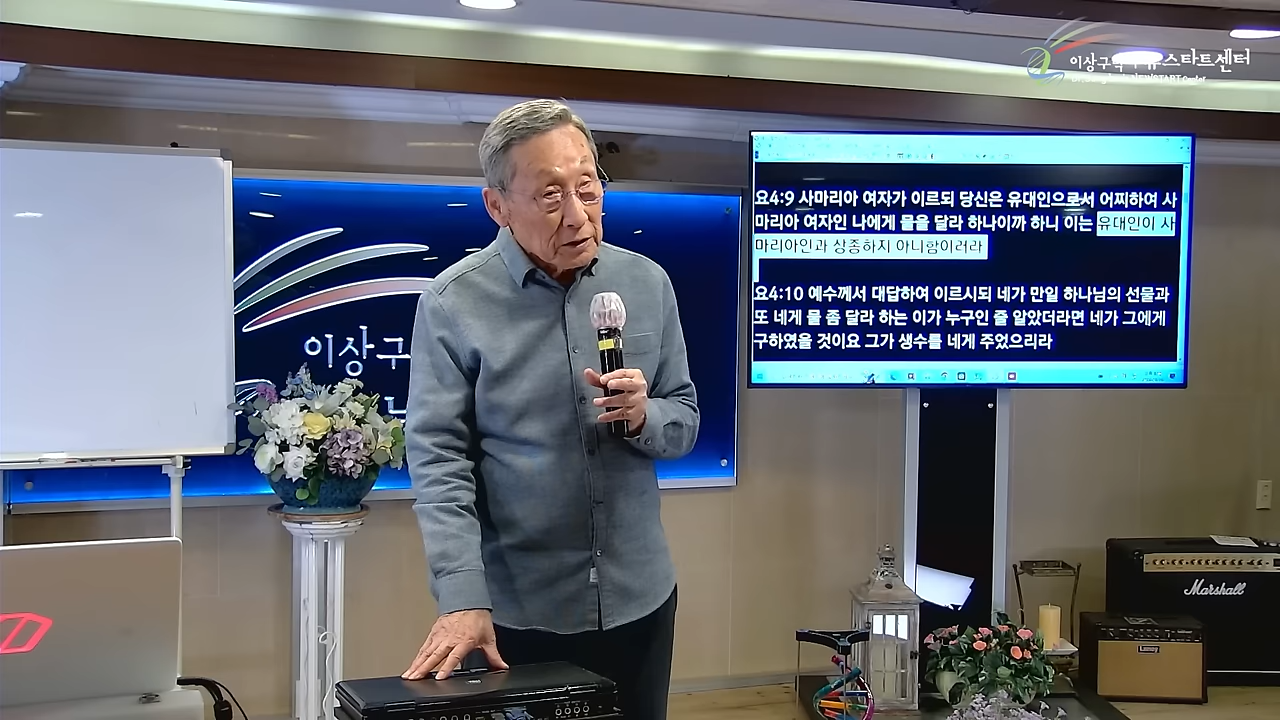 이상구 뉴스타트센터
요4:9 사마리아 여자가 이르되 당신은 유대인으로서 어찌하여 사
마리아 여자인 나에게 물을 달라 하나이까 하니 이는 유대인이 사
마리아인과 상종하지 아니함이러라
요4:10 예수께서 대답하여 이르시되 네가 만일 하나님의 선물과
또 네게 물 좀 달라 하는 이가 누구인 줄 알았더라면 네가 그에게
구하였을 것이요 그가 생수를 네게 주었으리라
이상구
Marshall
Laney